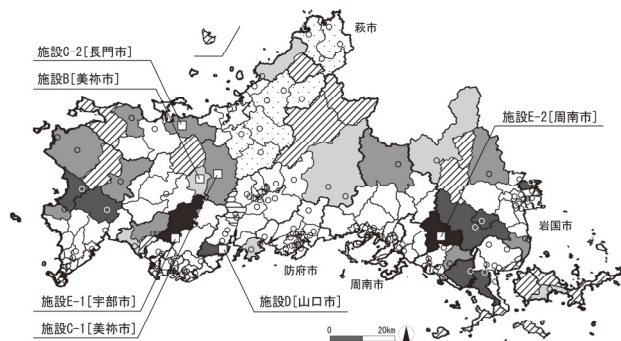 萩市
施設C-2[長門市]
施設B[美祢市]
施設E-2[周南市]
岩国市
防府市
周南市
施設E-1[宇部市]
施設D[山口市]
施設C-1[美祢市]
0 20km